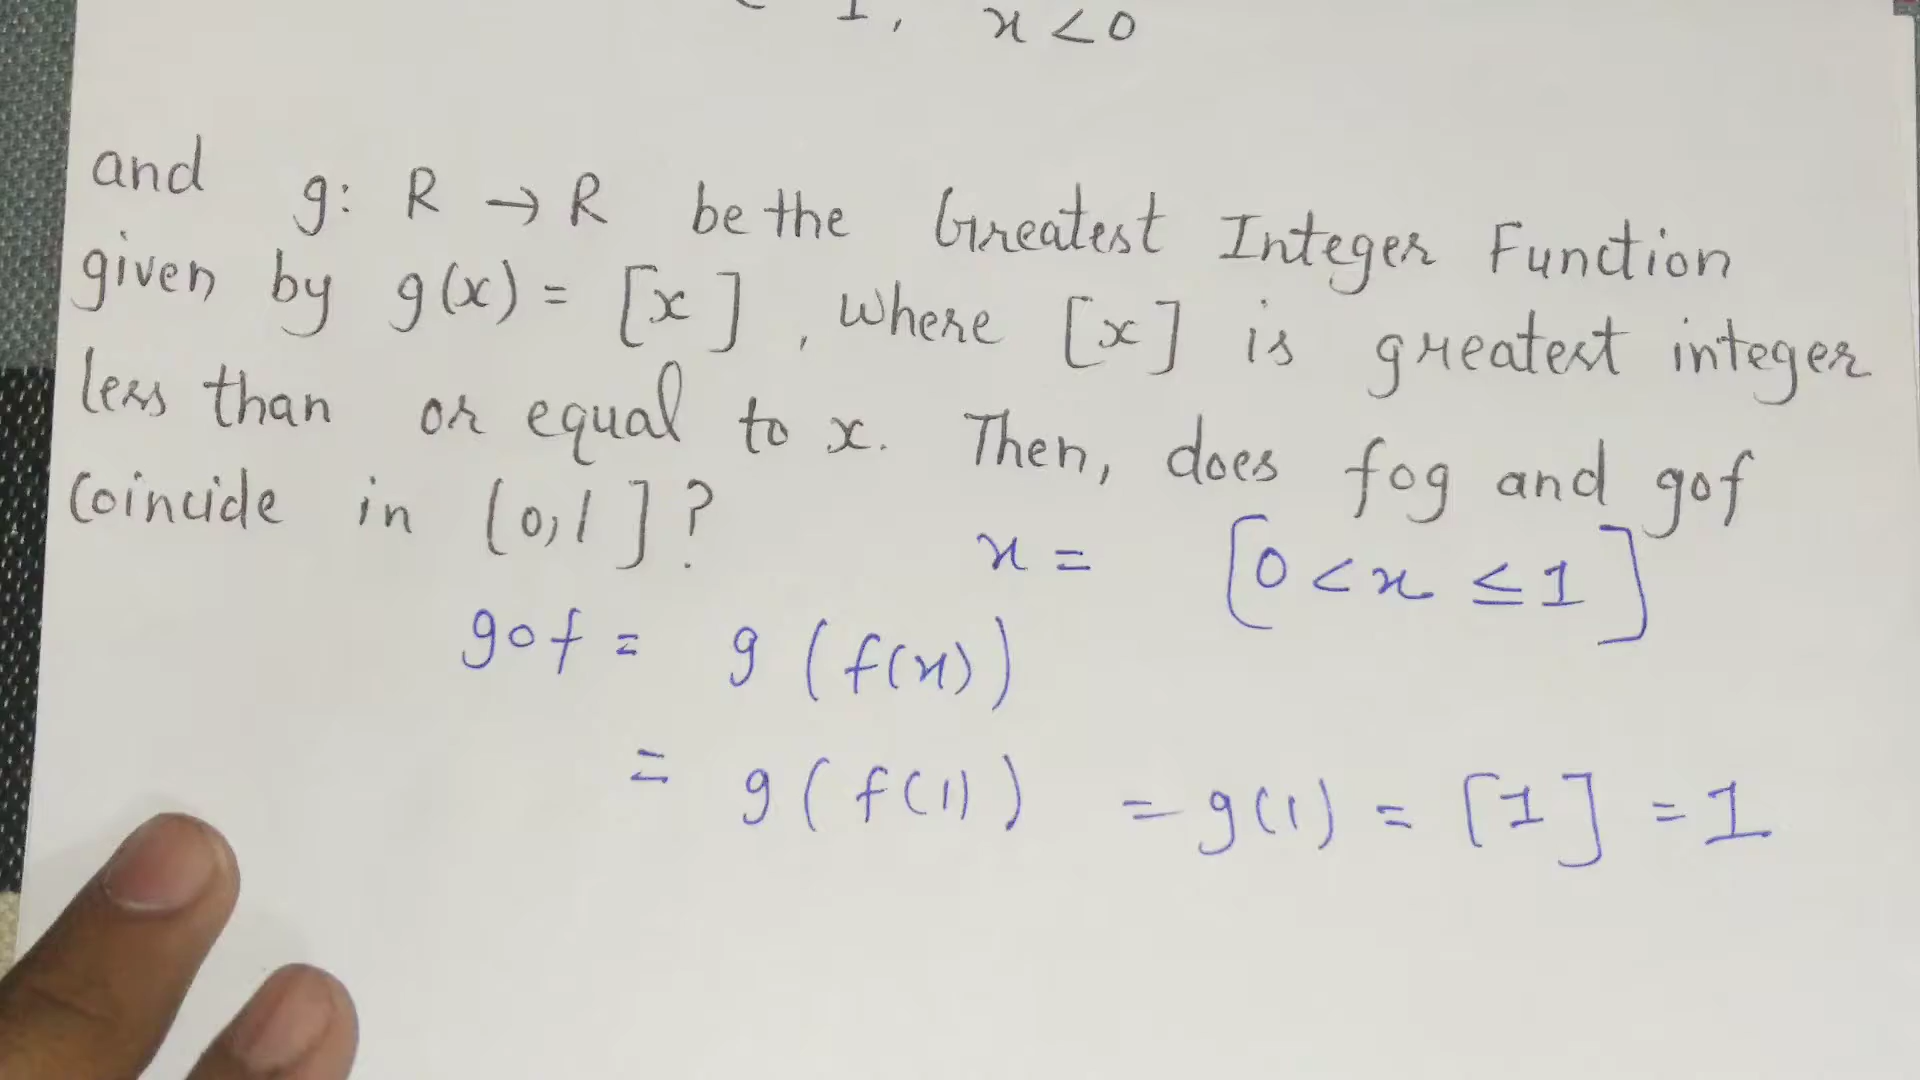 1, x < 0
and g: R → R be the Greatest Integer Function
given by g(x) = [x], where [x] is greatest integer
less than or equal to x. Then, does fog and gof
coincide in (0,1]?
x = [0 < x ≤ 1]
gof = g(f(x))
= g(f(1)) = g(1) = [1] = 1